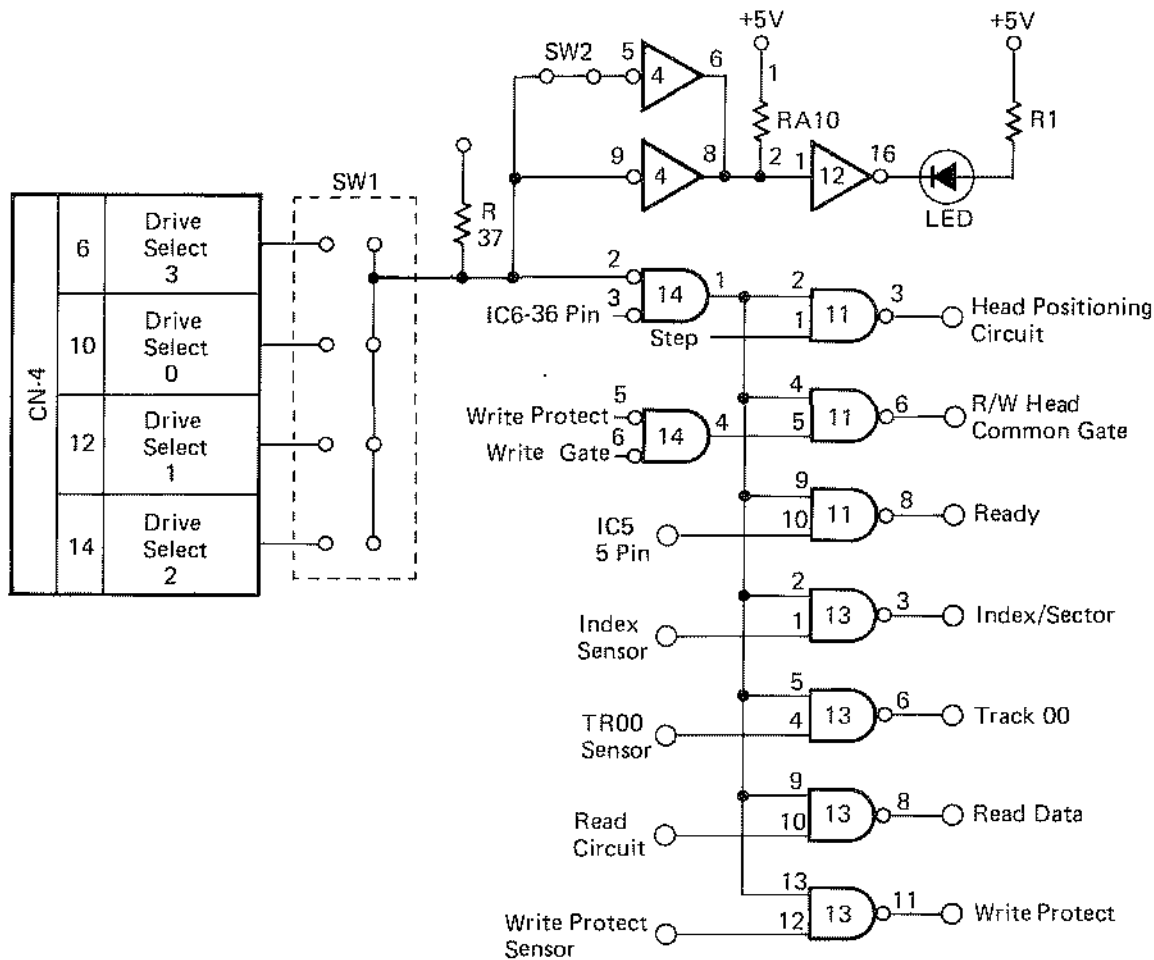 +5V
+5V
SW2
5
4
6
1
RA10
R1
9
4
8
2
1
12
16
LED
SW1
R
37
CN-4
6
Drive
Select
3
10
Drive
Select
0
12
Drive
Select
1
14
Drive
Select
2
2
3
14
1
IC6-36 Pin
Step
2
1
11
3
Head Positioning
Circuit
Write Protect
5
Write Gate
6
14
4
4
5
11
6
R/W Head
Common Gate
IC5
5 Pin
9
10
11
8
Ready
Index
Sensor
2
1
13
3
Index/Sector
TR00
Sensor
5
4
13
6
Track 00
Read
Circuit
9
10
13
8
Read Data
Write Protect
Sensor
13
12
13
11
Write Protect